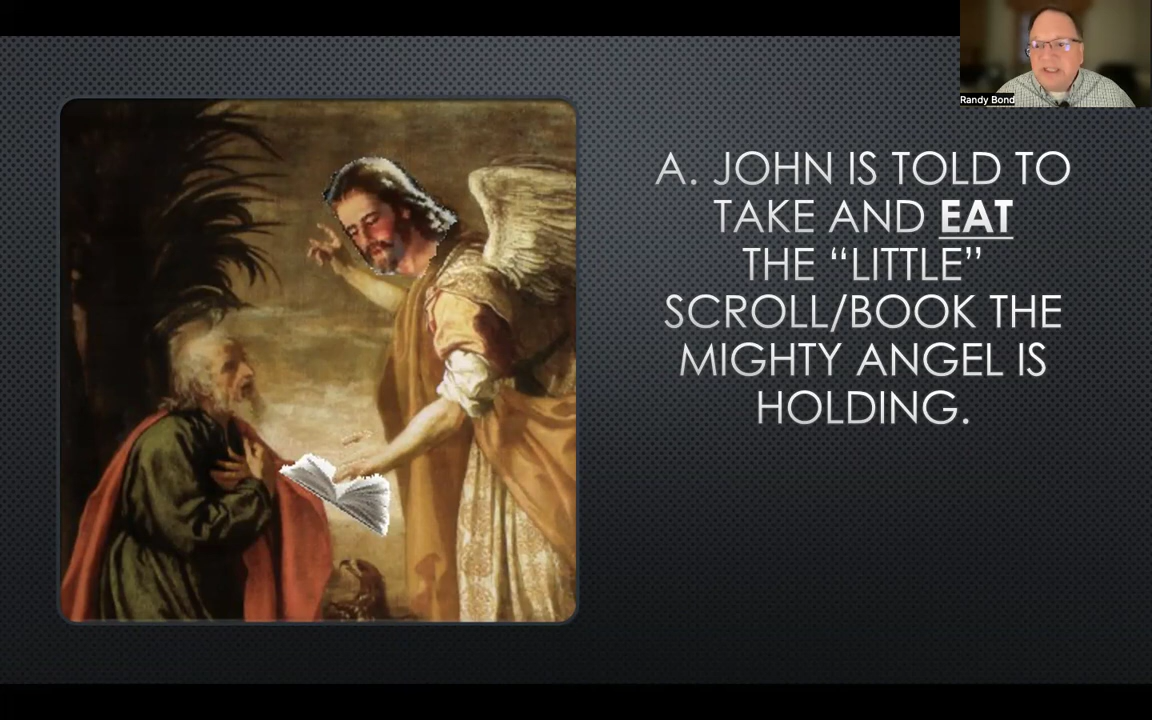 Randy Bond
A. JOHN IS TOLD TO
TAKE AND EAT
THE “LITTLE”
SCROLL/BOOK THE
MIGHTY ANGEL IS
HOLDING.